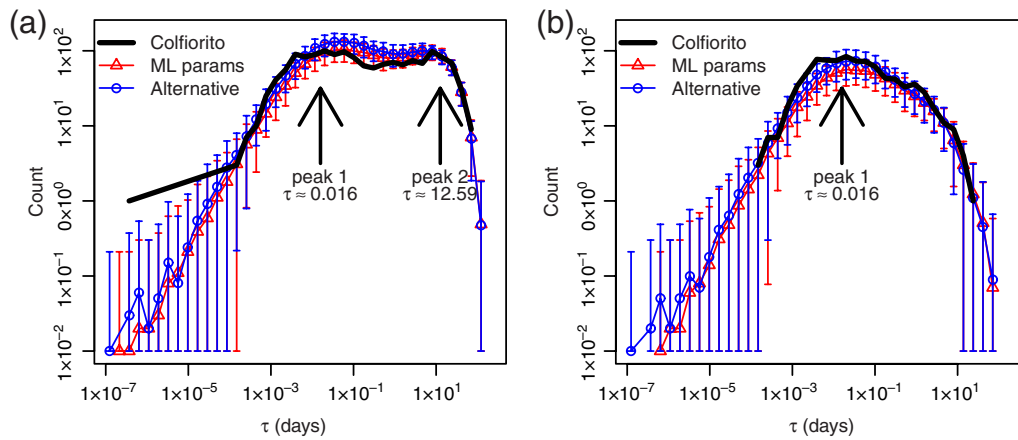 (a)
Colfiorito
ML params
Alternative
peak 1
τ ≈ 0.016
peak 2
τ ≈ 12.59
Count
1×10⁻² 1×10⁻¹ 0×10⁰ 1×10¹ 1×10²
1×10⁻⁷ 1×10⁻⁵ 1×10⁻³ 1×10⁻¹ 1×10¹
τ (days)
(b)
Colfiorito
ML params
Alternative
peak 1
τ ≈ 0.016
Count
1×10⁻² 1×10⁻¹ 0×10⁰ 1×10¹ 1×10²
1×10⁻⁷ 1×10⁻⁵ 1×10⁻³ 1×10⁻¹ 1×10¹
τ (days)